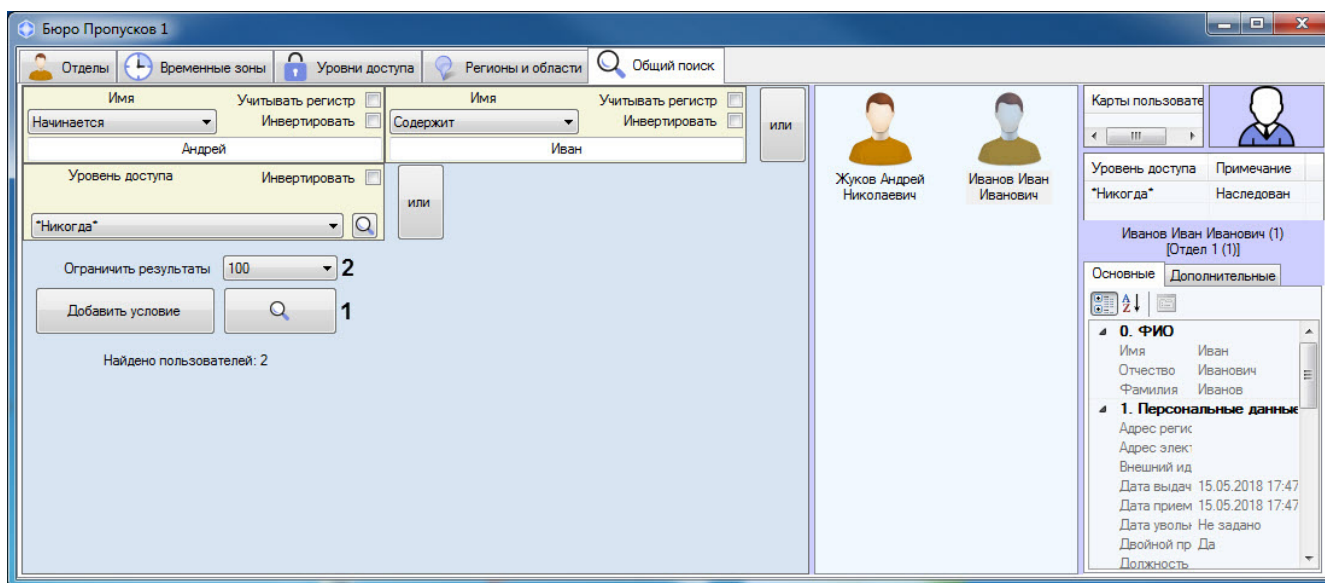 Бюро Пропусков 1
Отделы Временные зоны Уровни доступа Регионы и области Общий поиск
Имя Учитывать регистр Имя Учитывать регистр
Начинается Инвертировать Содержит Инвертировать или
Андрей Иван
Уровень доступа Инвертировать
или
*Никогда*
Ограничить результаты 100 2
Добавить условие 1
Найдено пользователей: 2
Жуков Андрей
Николаевич
Иванов Иван
Иванович
Карты пользовате
Уровень доступа Примечание
*Никогда* Наследован
Иванов Иван Иванович (1)
[Отдел 1 (1)]
Основные Дополнительные
0. ФИО
Имя Иван
Отчество Иванович
Фамилия Иванов
1. Персональные данные
Адрес регис
Адрес элект
Внешний ид
Дата выдач 15.05.2018 17:47
Дата прием 15.05.2018 17:47
Дата увольн Не задано
Двойной пр Да
Должность